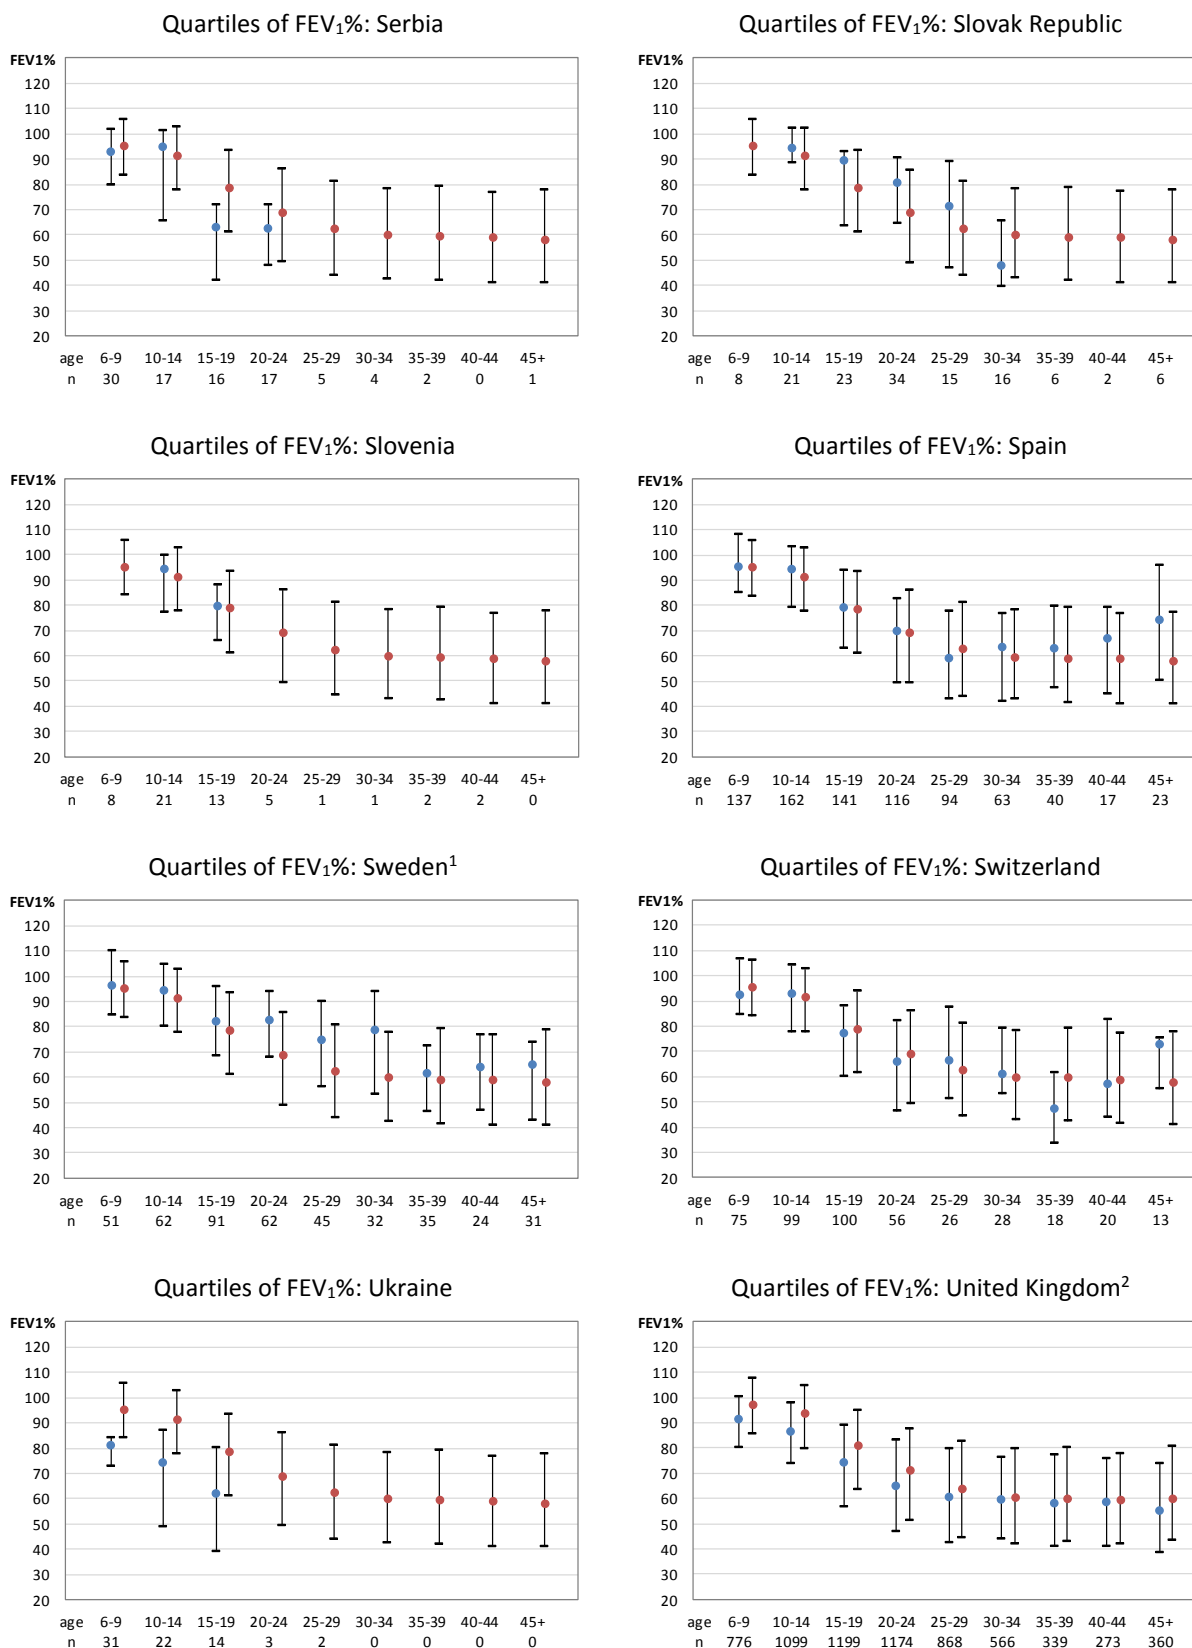 Quartiles of FEV₁%: Serbia
FEV1%
120
110
100
90
80
70
60
50
40
30
20
age 6-9 10-14 15-19 20-24 25-29 30-34 35-39 40-44 45+
n 30 17 16 17 5 4 2 0 1
Quartiles of FEV₁%: Slovak Republic
FEV1%
120
110
100
90
80
70
60
50
40
30
20
age 6-9 10-14 15-19 20-24 25-29 30-34 35-39 40-44 45+
n 8 21 23 34 15 16 6 2 6
Quartiles of FEV₁%: Slovenia
FEV1%
120
110
100
90
80
70
60
50
40
30
20
age 6-9 10-14 15-19 20-24 25-29 30-34 35-39 40-44 45+
n 8 21 13 5 1 1 2 2 0
Quartiles of FEV₁%: Spain
FEV1%
120
110
100
90
80
70
60
50
40
30
20
age 6-9 10-14 15-19 20-24 25-29 30-34 35-39 40-44 45+
n 137 162 141 116 94 63 40 17 23
Quartiles of FEV₁%: Sweden¹
FEV1%
120
110
100
90
80
70
60
50
40
30
20
age 6-9 10-14 15-19 20-24 25-29 30-34 35-39 40-44 45+
n 51 62 91 62 45 32 35 24 31
Quartiles of FEV₁%: Switzerland
FEV1%
120
110
100
90
80
70
60
50
40
30
20
age 6-9 10-14 15-19 20-24 25-29 30-34 35-39 40-44 45+
n 75 99 100 56 26 28 18 20 13
Quartiles of FEV₁%: Ukraine
FEV1%
120
110
100
90
80
70
60
50
40
30
20
age 6-9 10-14 15-19 20-24 25-29 30-34 35-39 40-44 45+
n 31 22 14 3 2 0 0 0 0
Quartiles of FEV₁%: United Kingdom²
FEV1%
120
110
100
90
80
70
60
50
40
30
20
age 6-9 10-14 15-19 20-24 25-29 30-34 35-39 40-44 45+
n 776 1099 1199 1174 868 566 339 273 360